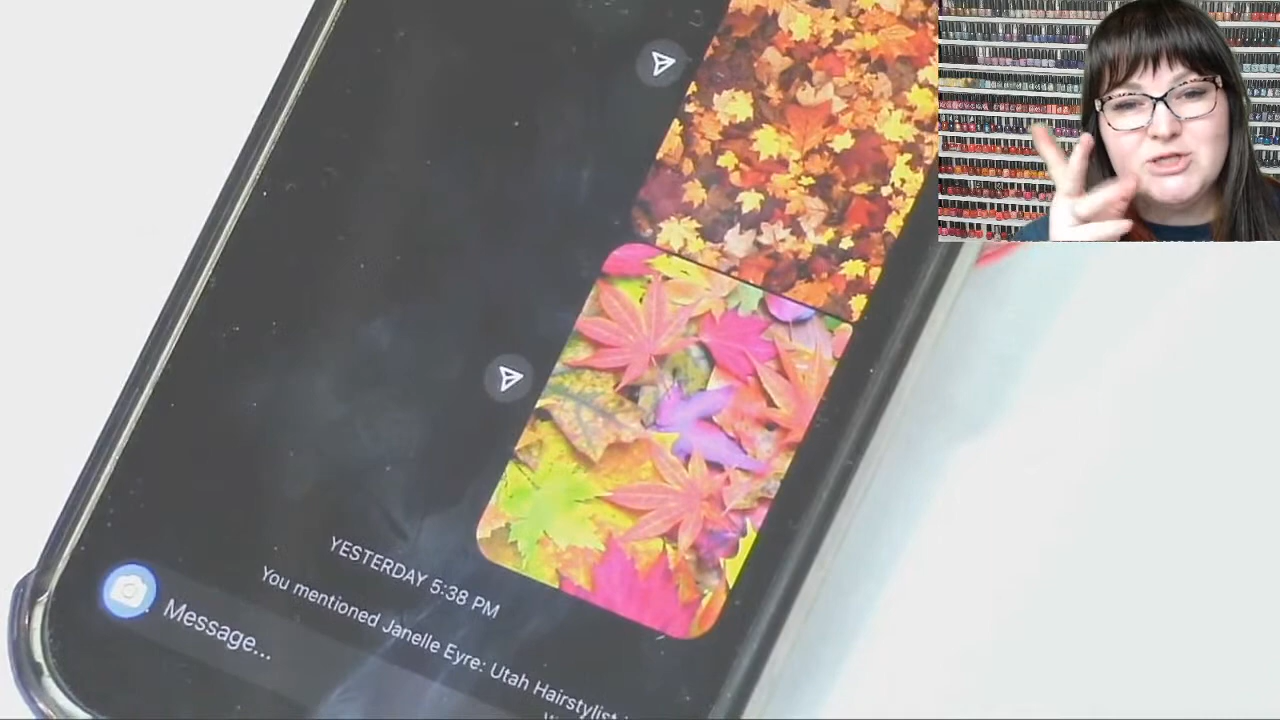 YESTERDAY 5:38 PM
You mentioned Janelle Eyre: Utah Hairstylist
Message...